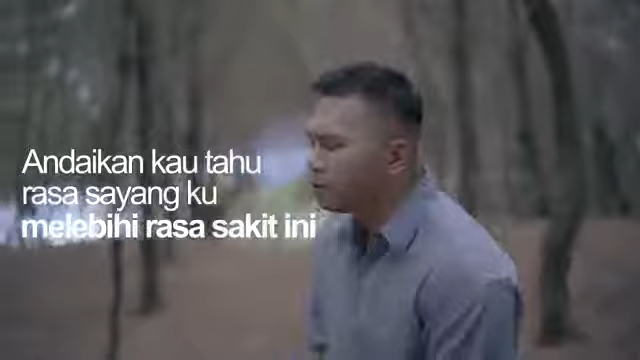 Andaikan kau tahu
rasa sayang ku
melebihi rasa sakit ini